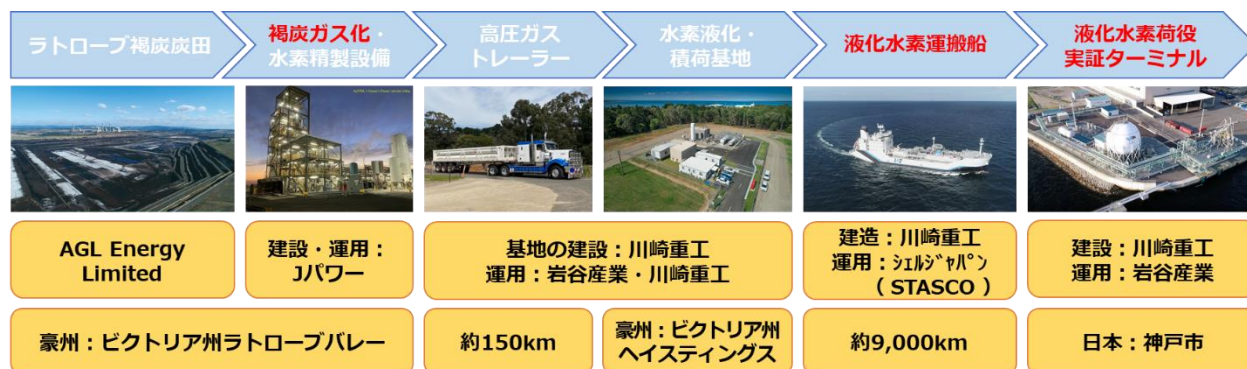 ラトローブ褐炭炭田
褐炭ガス化・
水素精製設備
高圧ガス
トレーラー
水素液化・
積荷基地
液化水素運搬船
液化水素荷役
実証ターミナル
AGL Energy
Limited
建設・運用：
Jパワー
基地の建設：川崎重工
運用：岩谷産業・川崎重工
建造：川崎重工
運用：ｼｪﾙｼﾞｬﾊﾟﾝ
（ STASCO ）
建設：川崎重工
運用：岩谷産業
豪州：ビクトリア州ラトローブバレー
約150km
豪州：ビクトリア州
ヘイスティングス
約9,000km
日本：神戸市